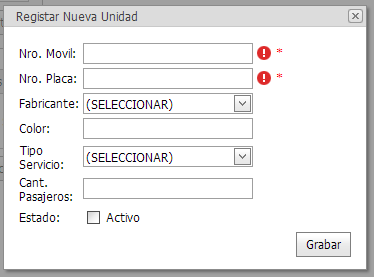 Registar Nueva Unidad
Nro. Movil: *
Nro. Placa: *
Fabricante: (SELECCIONAR)
Color:
Tipo
Servicio: (SELECCIONAR)
Cant.
Pasajeros:
Estado: Activo
Grabar